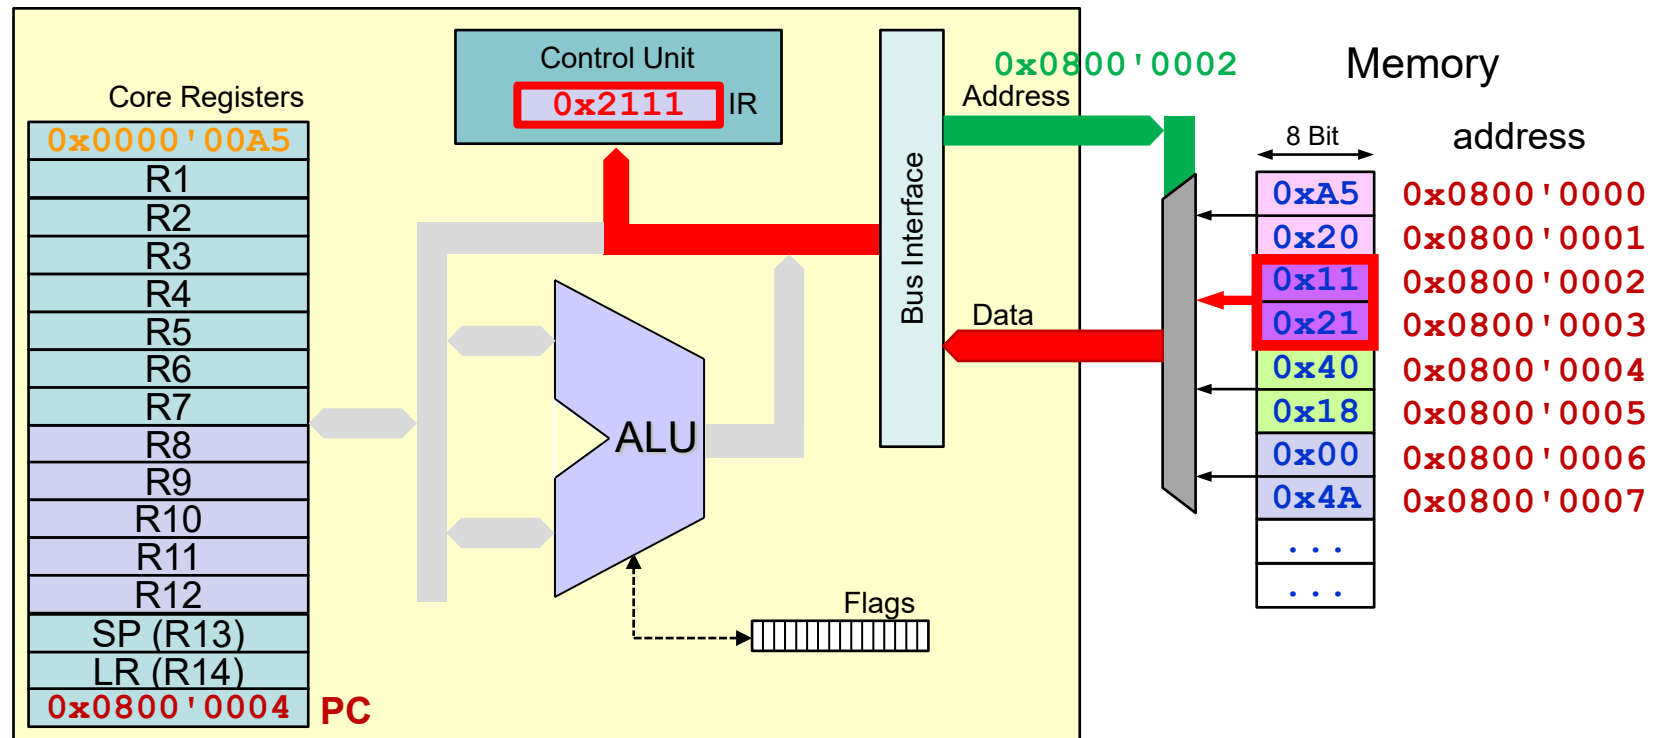 Core Registers
0x0000'00A5
R1
R2
R3
R4
R5
R6
R7
R8
R9
R10
R11
R12
SP (R13)
LR (R14)
0x0800'0004 PC
Control Unit
0x2111 IR
ALU
Flags
Bus Interface
0x0800'0002
Address
Data
Memory
8 Bit address
0xA5 0x0800'0000
0x20 0x0800'0001
0x11 0x0800'0002
0x21 0x0800'0003
0x40 0x0800'0004
0x18 0x0800'0005
0x00 0x0800'0006
0x4A 0x0800'0007
...
...